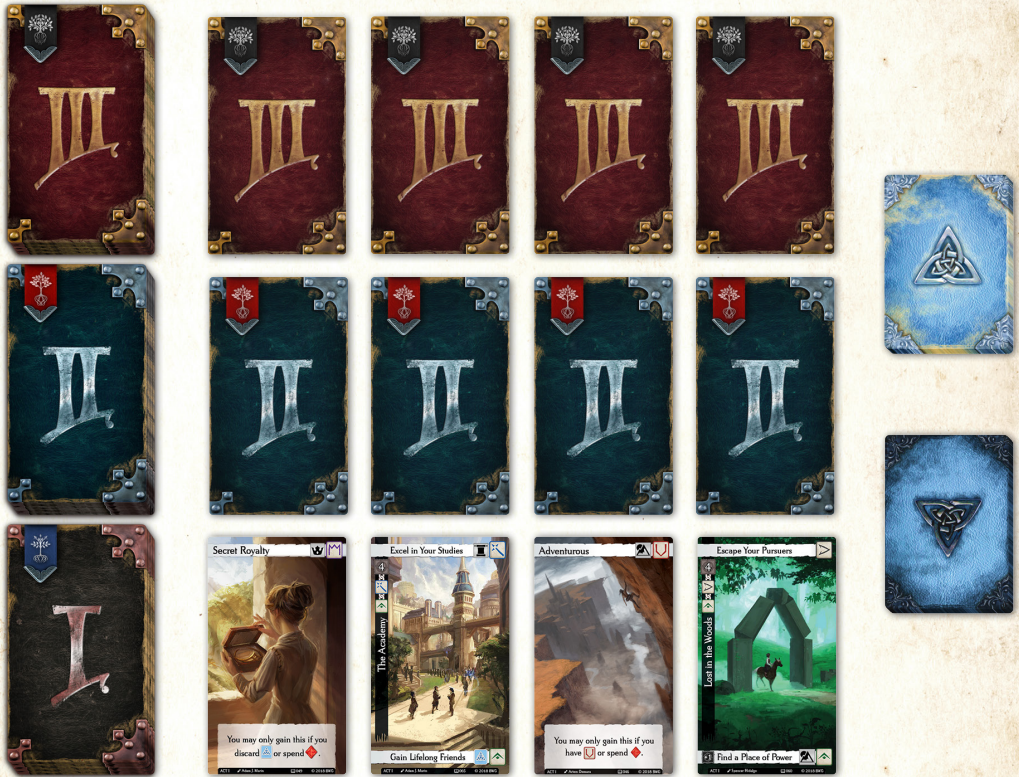 III
III
III
III
III
II
II
II
II
II
I
Secret Royalty
You may only gain this if you
discard or spend
ACT I
© 2018 BWG
Excel in Your Studies
4
The Academy
Gain Lifelong Friends
ACT I
© 2018 BWG
Adventurous
You may only gain this if you
have or spend
ACT I
© 2018 BWG
Escape Your Pursuers
4
Lost in the Woods
3 Find a Place of Power
ACT I
© 2018 BWG